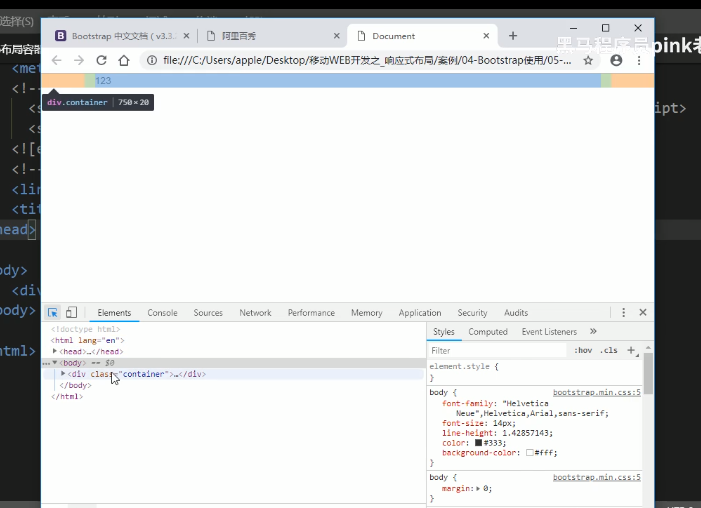 选择(S)
Bootstrap 中文文档 ( v3.3.
阿里百秀
Document
黑马程序员pink老
布局容器
file:///C:/Users/apple/Desktop/移动WEB开发之_响应式布局/案例/04-Bootstrap使用/05-...
<met
123
<!--
div.container 750 × 20
<s
ript>
<s
<![e
<!--
<lin
<tit
head>
ody>
<div
body>
html>
Elements Console Sources Network Performance Memory Application Security Audits
<!doctype html>
<html lang="en">
<head>…</head>
<body> == $0
<div class="container">…</div>
</body>
</html>
Styles Computed Event Listeners »
Filter :hov .cls +
element.style {
}
body { bootstrap.min.css:5
font-family: "Helvetica
Neue",Helvetica,Arial,sans-serif;
font-size: 14px;
line-height: 1.42857143;
color: #333;
background-color: #fff;
}
body { bootstrap.min.css:5
margin: 0;
}